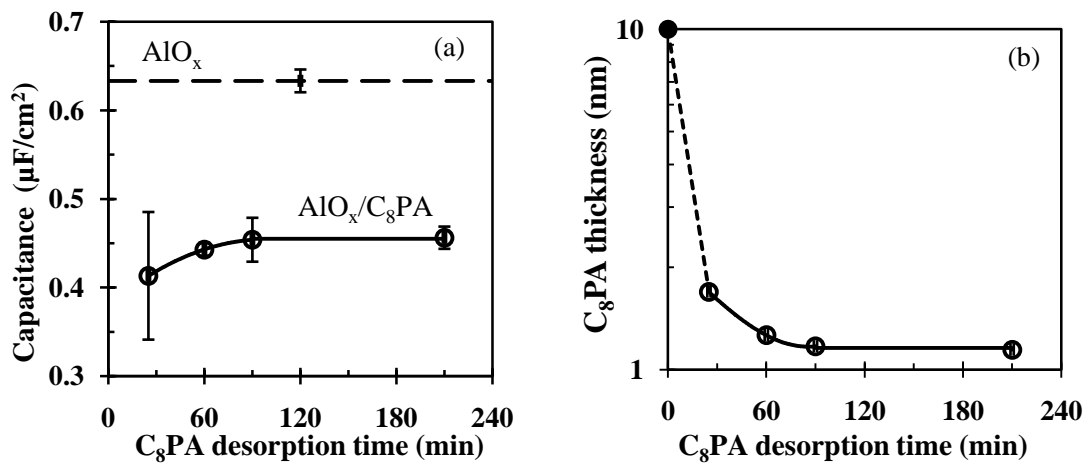 (a)
AlOₓ
AlOₓ/C₈PA
Capacitance (µF/cm²)
0.7
0.6
0.5
0.4
0.3
0 60 120 180 240
C₈PA desorption time (min)
(b)
C₈PA thickness (nm)
10
1
0 60 120 180 240
C₈PA desorption time (min)